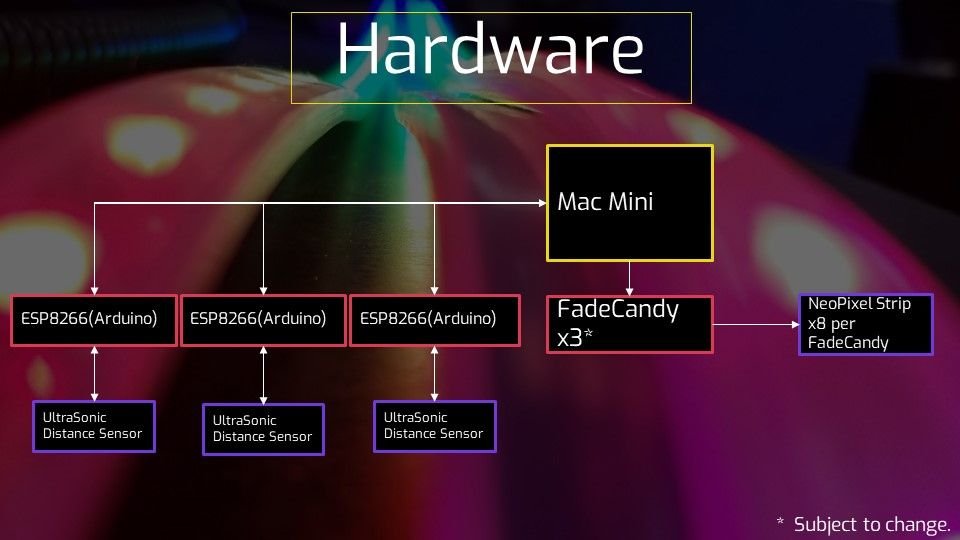 Hardware
Mac Mini
ESP8266(Arduino)
ESP8266(Arduino)
ESP8266(Arduino)
FadeCandy
x3*
NeoPixel Strip
x8 per
FadeCandy
UltraSonic
Distance Sensor
UltraSonic
Distance Sensor
UltraSonic
Distance Sensor
* Subject to change.